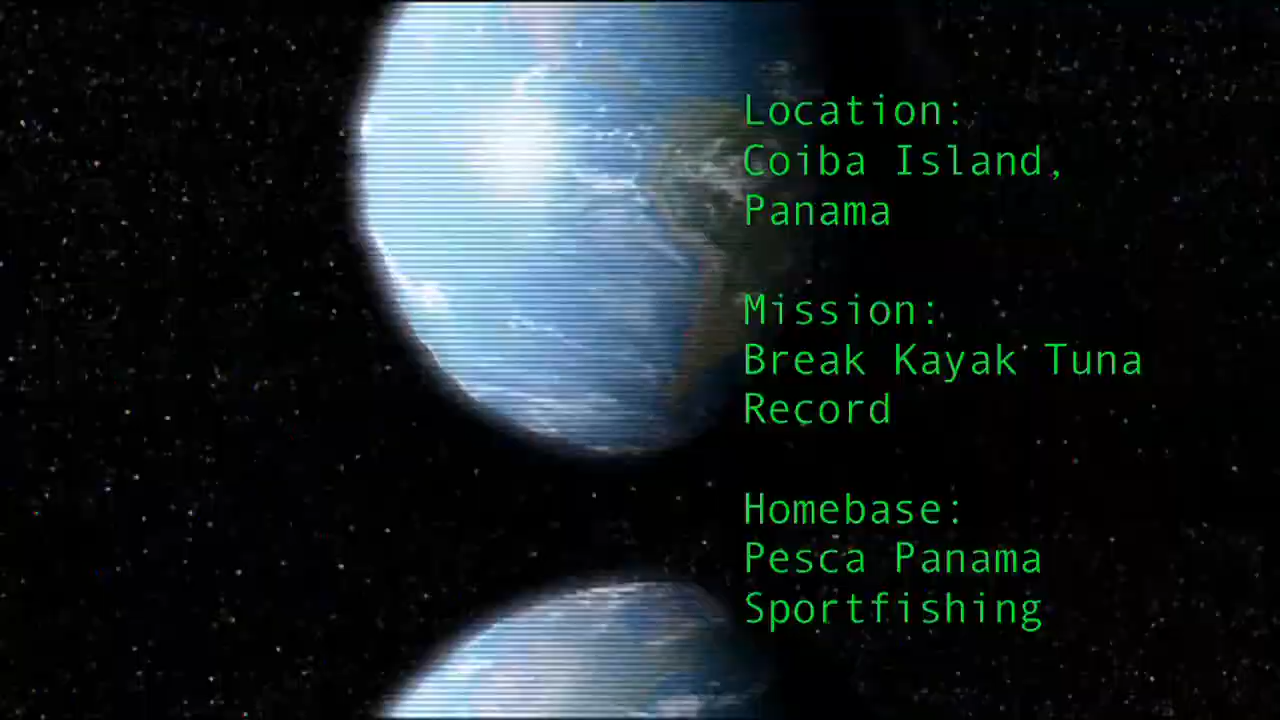 Location:
Coiba Island,
Panama
Mission:
Break Kayak Tuna
Record
Homebase:
Pesca Panama
Sportfishing